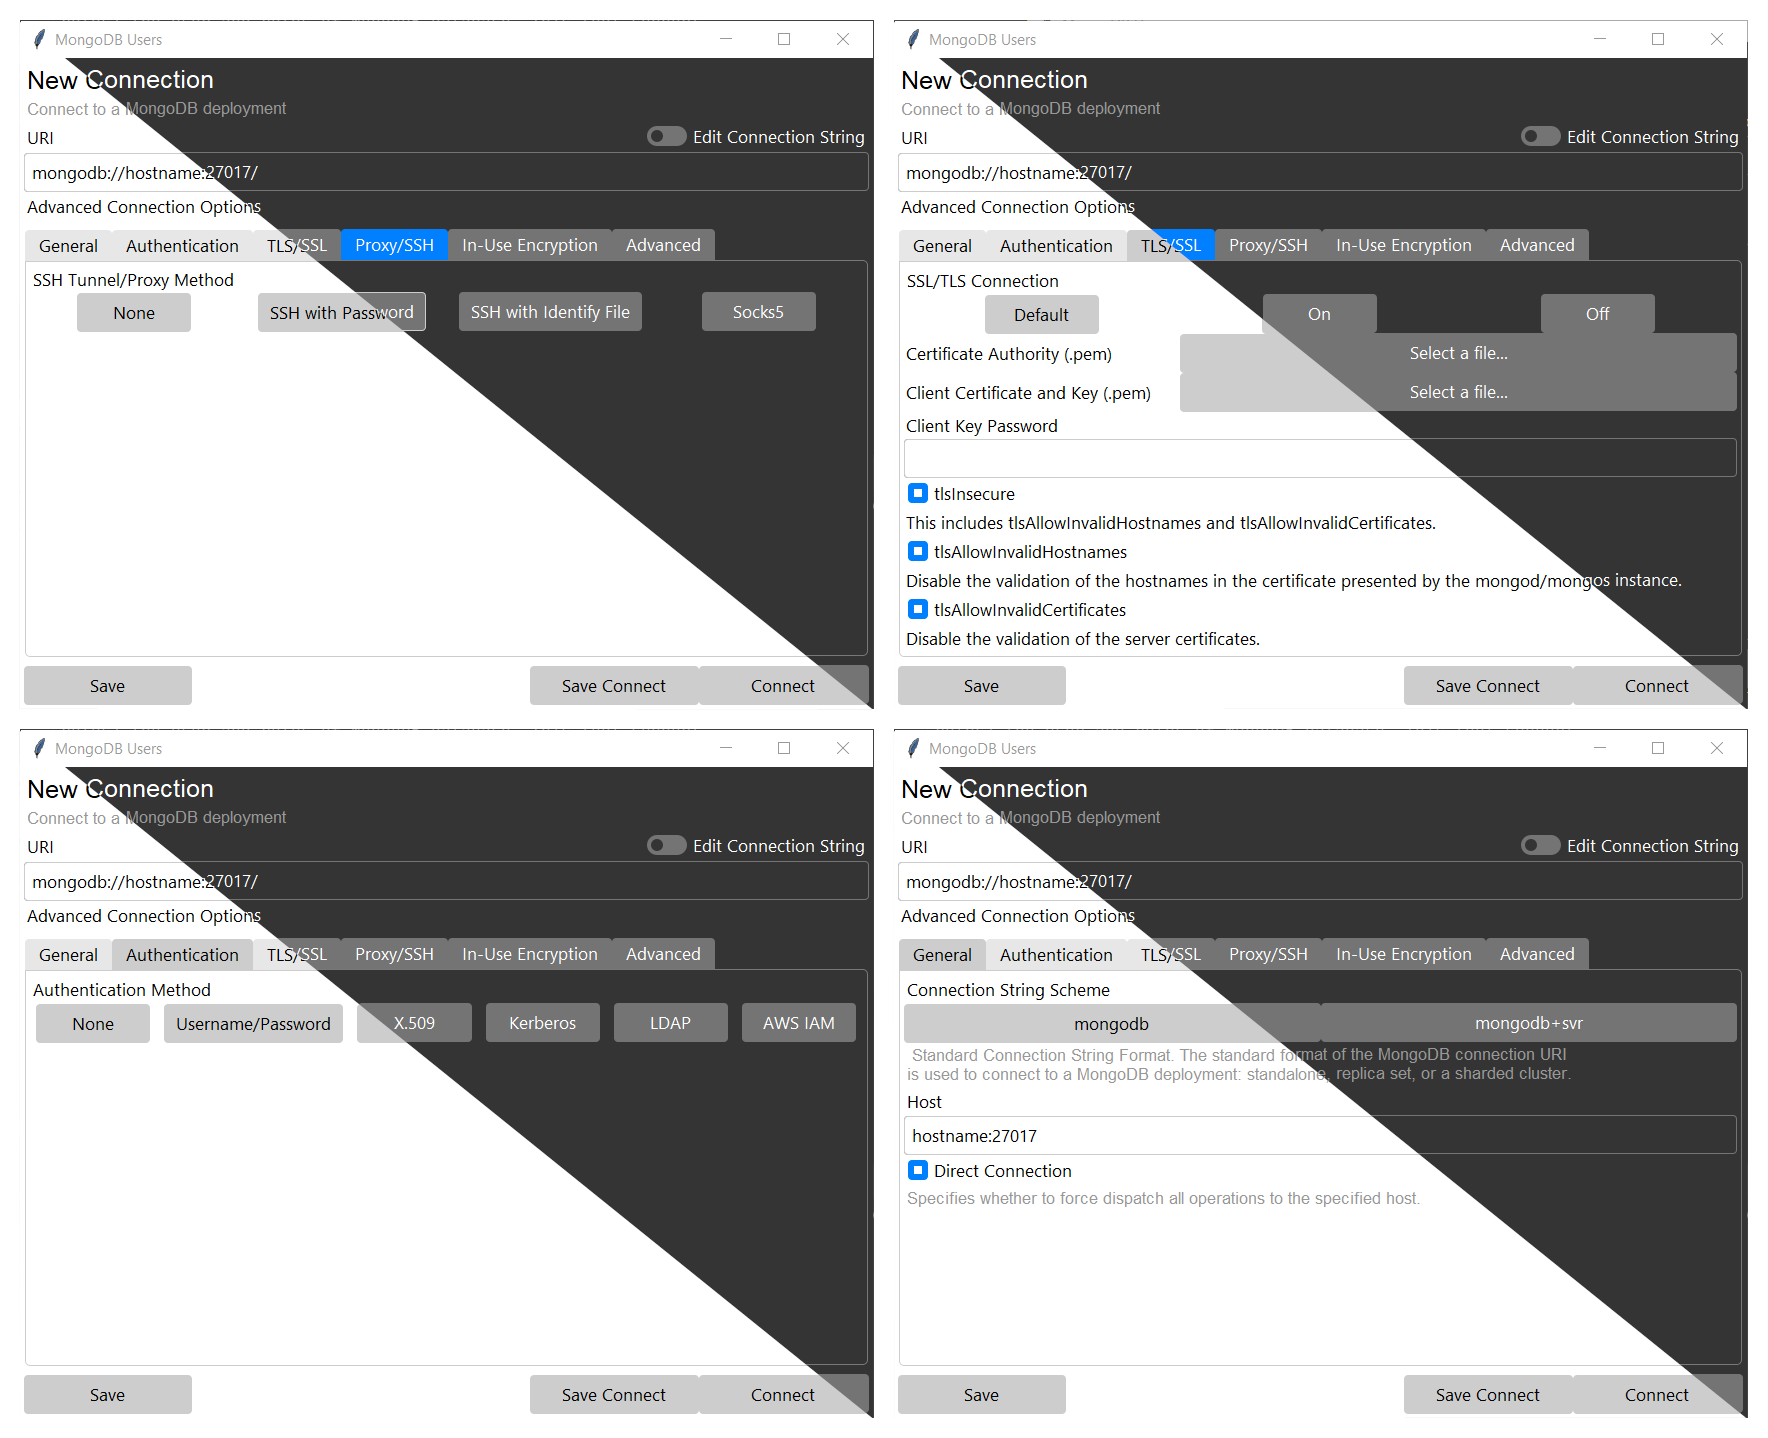 MongoDB Users
New Connection
Connect to a MongoDB deployment
URI
Edit Connection String
mongodb://hostname:27017/
Advanced Connection Options
General Authentication TLS/SSL Proxy/SSH In-Use Encryption Advanced
SSH Tunnel/Proxy Method
None SSH with Password SSH with Identify File Socks5
Save Save Connect Connect
MongoDB Users
New Connection
Connect to a MongoDB deployment
URI
Edit Connection String
mongodb://hostname:27017/
Advanced Connection Options
General Authentication TLS/SSL Proxy/SSH In-Use Encryption Advanced
SSL/TLS Connection
Default On Off
Certificate Authority (.pem) Select a file...
Client Certificate and Key (.pem) Select a file...
Client Key Password
tlsInsecure
This includes tlsAllowInvalidHostnames and tlsAllowInvalidCertificates.
tlsAllowInvalidHostnames
Disable the validation of the hostnames in the certificate presented by the mongod/mongos instance.
tlsAllowInvalidCertificates
Disable the validation of the server certificates.
Save Save Connect Connect
MongoDB Users
New Connection
Connect to a MongoDB deployment
URI
Edit Connection String
mongodb://hostname:27017/
Advanced Connection Options
General Authentication TLS/SSL Proxy/SSH In-Use Encryption Advanced
Authentication Method
None Username/Password X.509 Kerberos LDAP AWS IAM
Save Save Connect Connect
MongoDB Users
New Connection
Connect to a MongoDB deployment
URI
Edit Connection String
mongodb://hostname:27017/
Advanced Connection Options
General Authentication TLS/SSL Proxy/SSH In-Use Encryption Advanced
Connection String Scheme
mongodb mongodb+svr
Standard Connection String Format. The standard format of the MongoDB connection URI
is used to connect to a MongoDB deployment: standalone, replica set, or a sharded cluster.
Host
hostname:27017
Direct Connection
Specifies whether to force dispatch all operations to the specified host.
Save Save Connect Connect